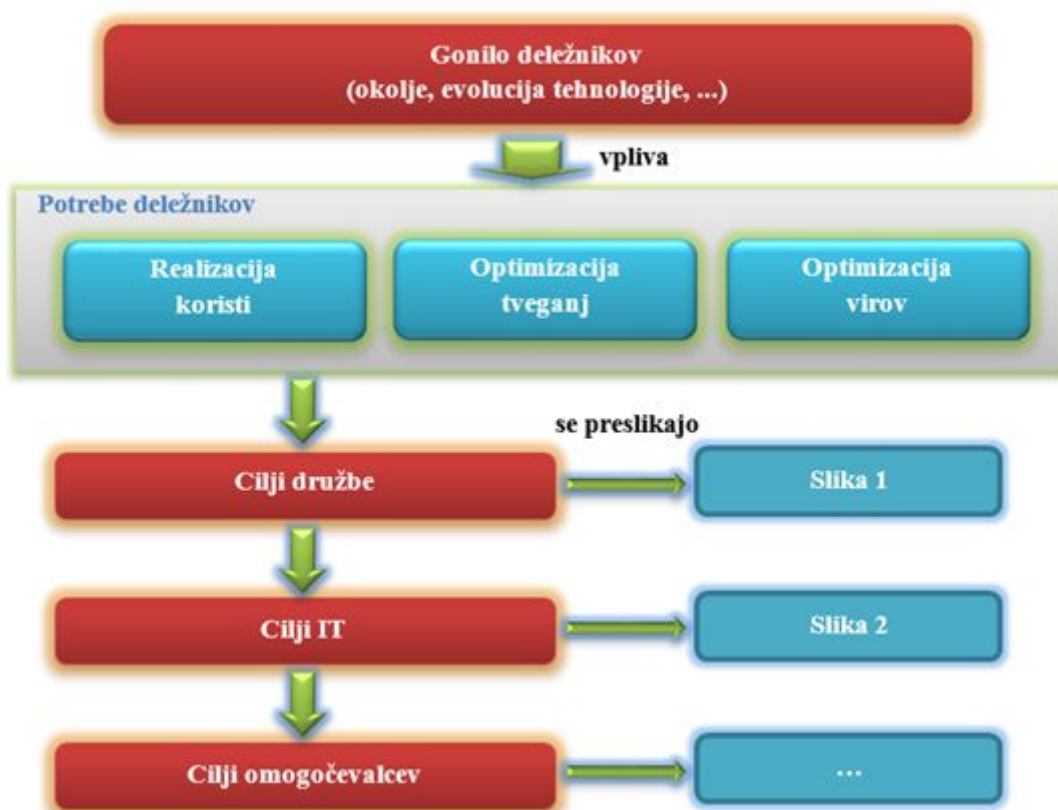 Gonilo deležnikov
(okolje, evolucija tehnologije, ...)
vpliva
Potrebe deležnikov
Realizacija
koristi
Optimizacija
tveganj
Optimizacija
virov
se preslikajo
Cilji družbe
Slika 1
Cilji IT
Slika 2
Cilji omogočevalcev
...